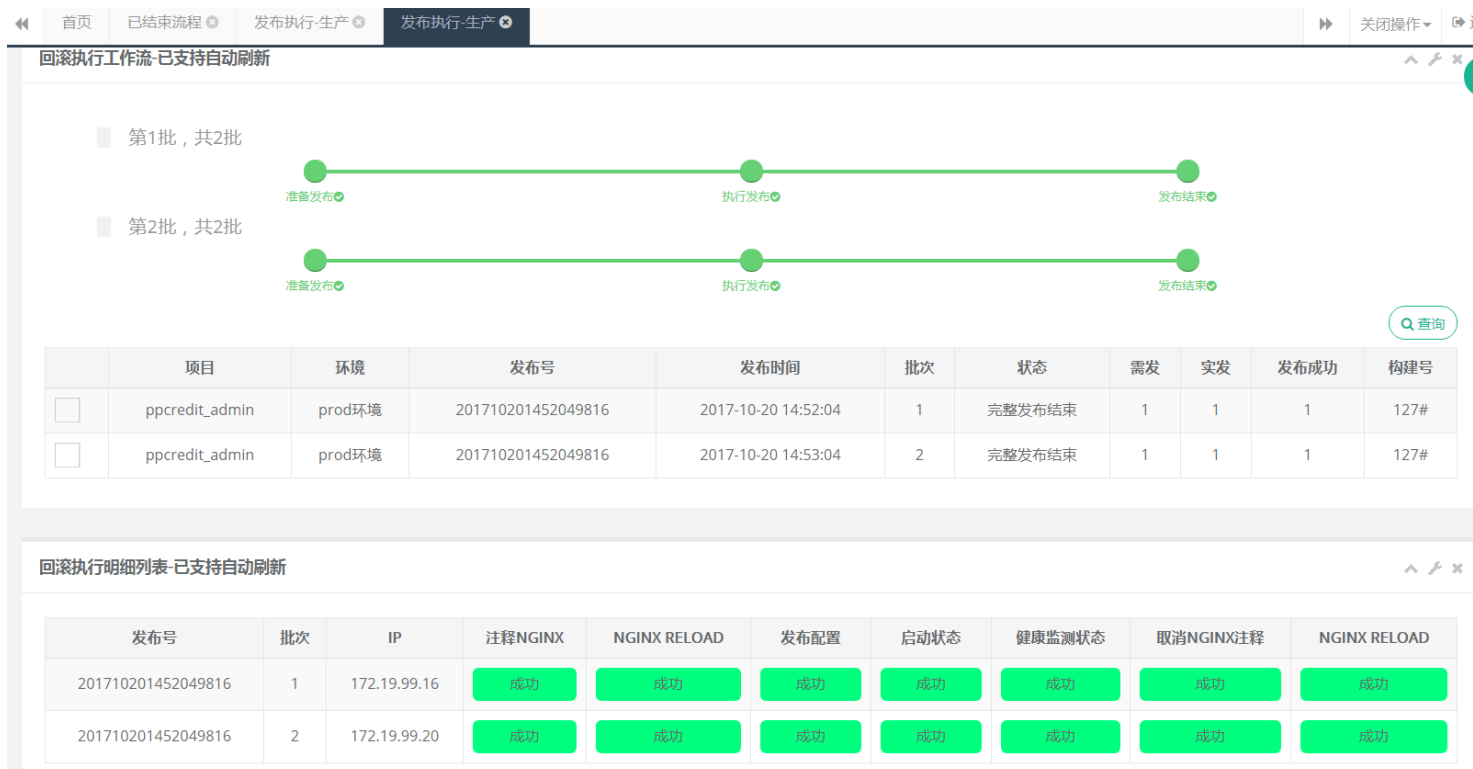 首页 已结束流程 发布执行-生产 发布执行-生产 关闭操作
回滚执行工作流-已支持自动刷新
第1批，共2批
准备发布 执行发布 发布结束
第2批，共2批
准备发布 执行发布 发布结束
查询
项目 环境 发布号 发布时间 批次 状态 需发 实发 发布成功 构建号
ppcredit_admin prod环境 201710201452049816 2017-10-20 14:52:04 1 完整发布结束 1 1 1 127#
ppcredit_admin prod环境 201710201452049816 2017-10-20 14:53:04 2 完整发布结束 1 1 1 127#
回滚执行明细列表-已支持自动刷新
发布号 批次 IP 注释NGINX NGINX RELOAD 发布配置 启动状态 健康监测状态 取消NGINX注释 NGINX RELOAD
201710201452049816 1 172.19.99.16 成功 成功 成功 成功 成功 成功 成功
201710201452049816 2 172.19.99.20 成功 成功 成功 成功 成功 成功 成功